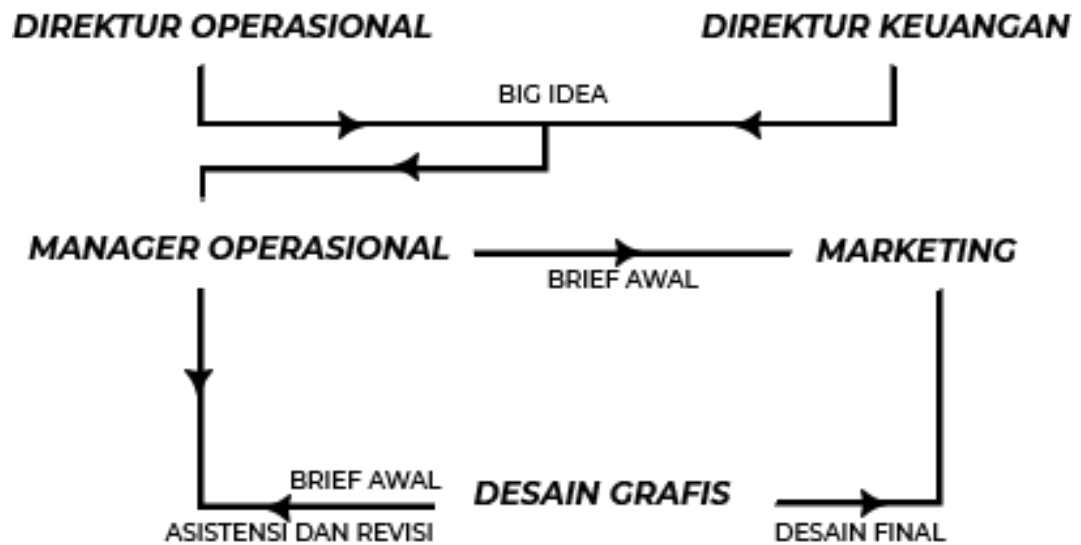 DIREKTUR OPERASIONAL
DIREKTUR KEUANGAN
BIG IDEA
MANAGER OPERASIONAL
MARKETING
BRIEF AWAL
BRIEF AWAL
DESAIN GRAFIS
ASISTENSI DAN REVISI
DESAIN FINAL